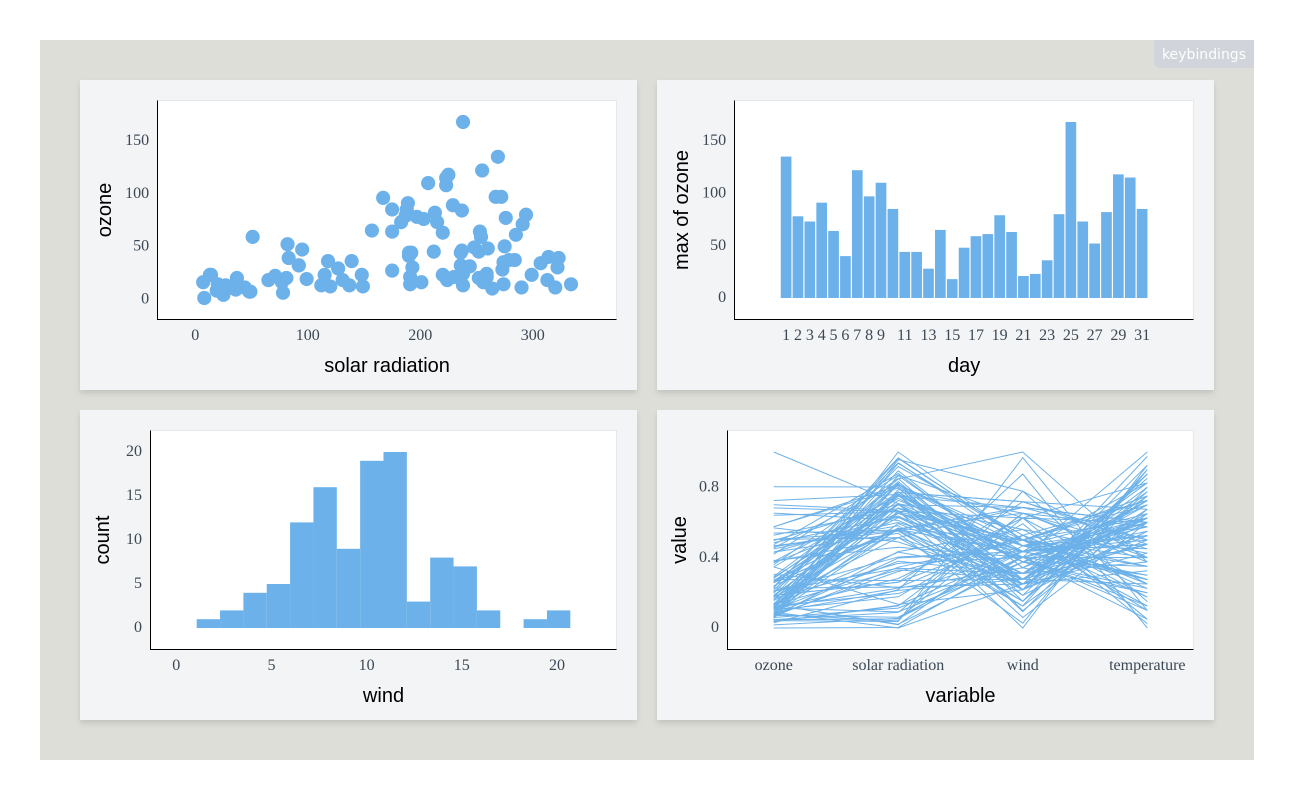 keybindings
150
100
50
0
ozone
0 100 200 300
solar radiation
150
100
50
0
max of ozone
1 2 3 4 5 6 7 8 9 11 13 15 17 19 21 23 25 27 29 31
day
20
15
10
5
0
count
0 5 10 15 20
wind
0.8
0.4
0
value
ozone solar radiation wind temperature
variable